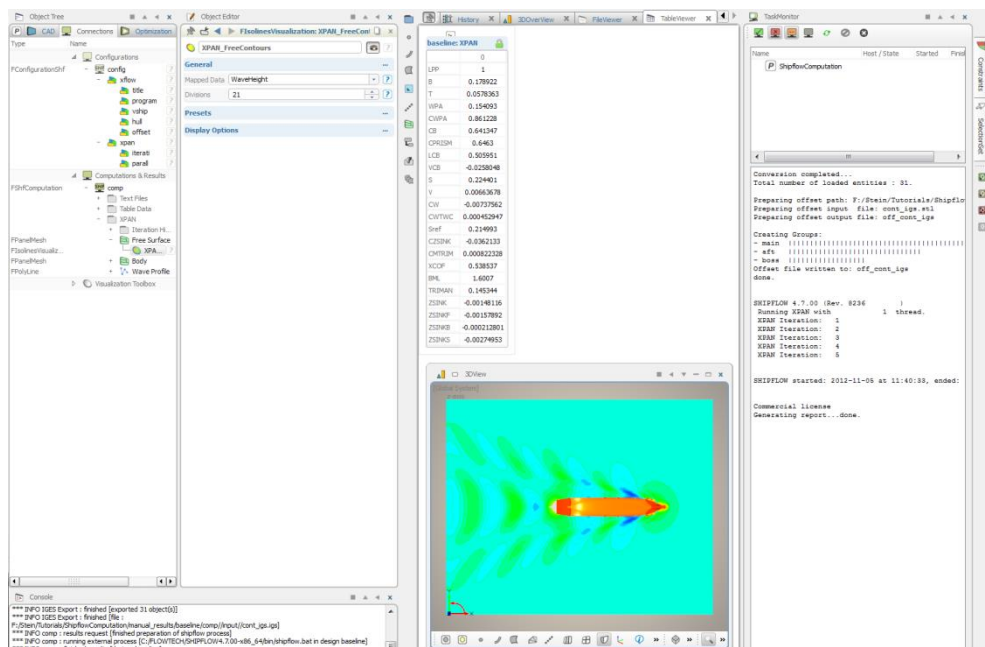 Object Tree
CAD Connections Optimization
Type Name
Configurations
FConfigurationShf config
xflow
title
program
vship
hull
offset
xpan
iterati
parall
Computations & Results
FShfComputation comp
Text Files
Table Data
XPAN
Iteration Hi...
FPanelMesh Free Surface
FIsolinesVisualiz... XPA...
FPanelMesh Body
FPolyLine Wave Profile
Visualization Toolbox
Object Editor
FIsolinesVisualization: XPAN_FreeCont
XPAN_FreeContours
General
Mapped Data WaveHeight
Divisions 21
Presets
Display Options
History 3DOverView FileViewer TableViewer
baseline: XPAN
0
LPP 1
B 0.178922
T 0.0578363
WPA 0.154093
CWPA 0.861228
CB 0.641347
CPRISM 0.6463
LCB 0.505951
VCB -0.0258048
S 0.224401
V 0.00663678
CW -0.00737562
CWTWC 0.000452947
Sref 0.214993
CZSINK -0.0362133
CMTRIM 0.000822328
XCOF 0.538537
BML 1.6007
TRIMAN 0.145344
ZSINK -0.00148116
ZSINKF -0.00157892
ZSINKB -0.000212801
ZSINKS -0.00274953
3DView
[Global System]
TaskMonitor
Name Host / State Started Finis
ShipflowComputation
Conversion completed...
Total number of loaded entities : 31.
Preparing offset path: F:/Stein/Tutorials/Shipflo
Preparing offset input file: cont_igs.stl
Preparing offset output file: off_cont_igs
Creating Groups:
- main ||||||||||||||||||||||||||||||||||||||||
- aft ||||||||||||||||||||||||||||||
- boss |||||||||||||||||
Offset file written to: off_cont_igs
done.
SHIPFLOW 4.7.00 (Rev. 8236 )
Running XPAN with 1 thread.
XPAN Iteration: 1
XPAN Iteration: 2
XPAN Iteration: 3
XPAN Iteration: 4
XPAN Iteration: 5
SHIPFLOW started: 2012-11-05 at 11:40:33, ended:
Commercial license
Generating report...done.
Constraints
SelectionSet
Console
*** INFO IGES Export : finished [exported 31 object(s)]
*** INFO IGES Export : finished [file :
F:/Stein/Tutorials/ShipflowComputation/manual_results/baseline/comp//input//cont_igs.igs]
*** INFO comp : results request [finished preparation of shipflow process]
*** INFO comp : running external process [C:/FLOWTECH/SHIPFLOW4.7.00-x86_64/bin/shipflow.bat in design baseline]